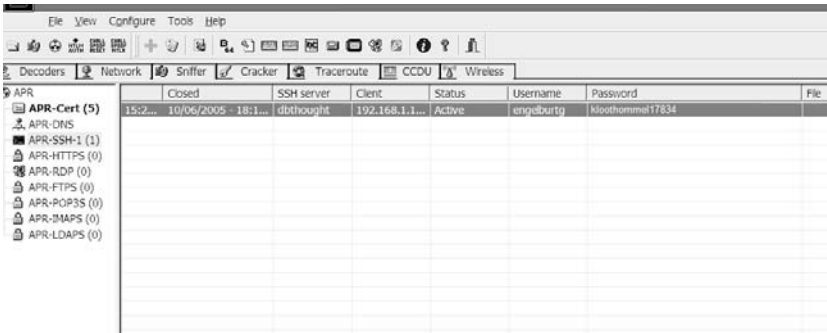 File View Configure Tools Help
Decoders Network Sniffer Cracker Traceroute CCDU Wireless
APR
APR-Cert (5)
APR-DNS
APR-SSH-1 (1)
APR-HTTPS (0)
APR-RDP (0)
APR-FTPS (0)
APR-POP3S (0)
APR-IMAPS (0)
APR-LDAPS (0)
Closed SSH server Client Status Username Password File
15:2... 10/06/2005 - 18:1... dbthought 192.168.1.1... Active engelburtg kloothommel17834